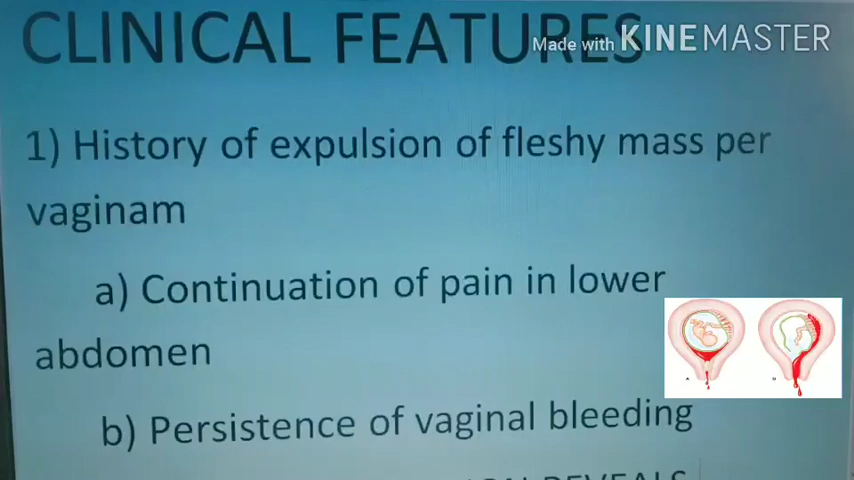 CLINICAL FEATURES
Made with KINEMASTER
1) History of expulsion of fleshy mass per
vaginam
a) Continuation of pain in lower
abdomen
b) Persistence of vaginal bleeding
REVEALS